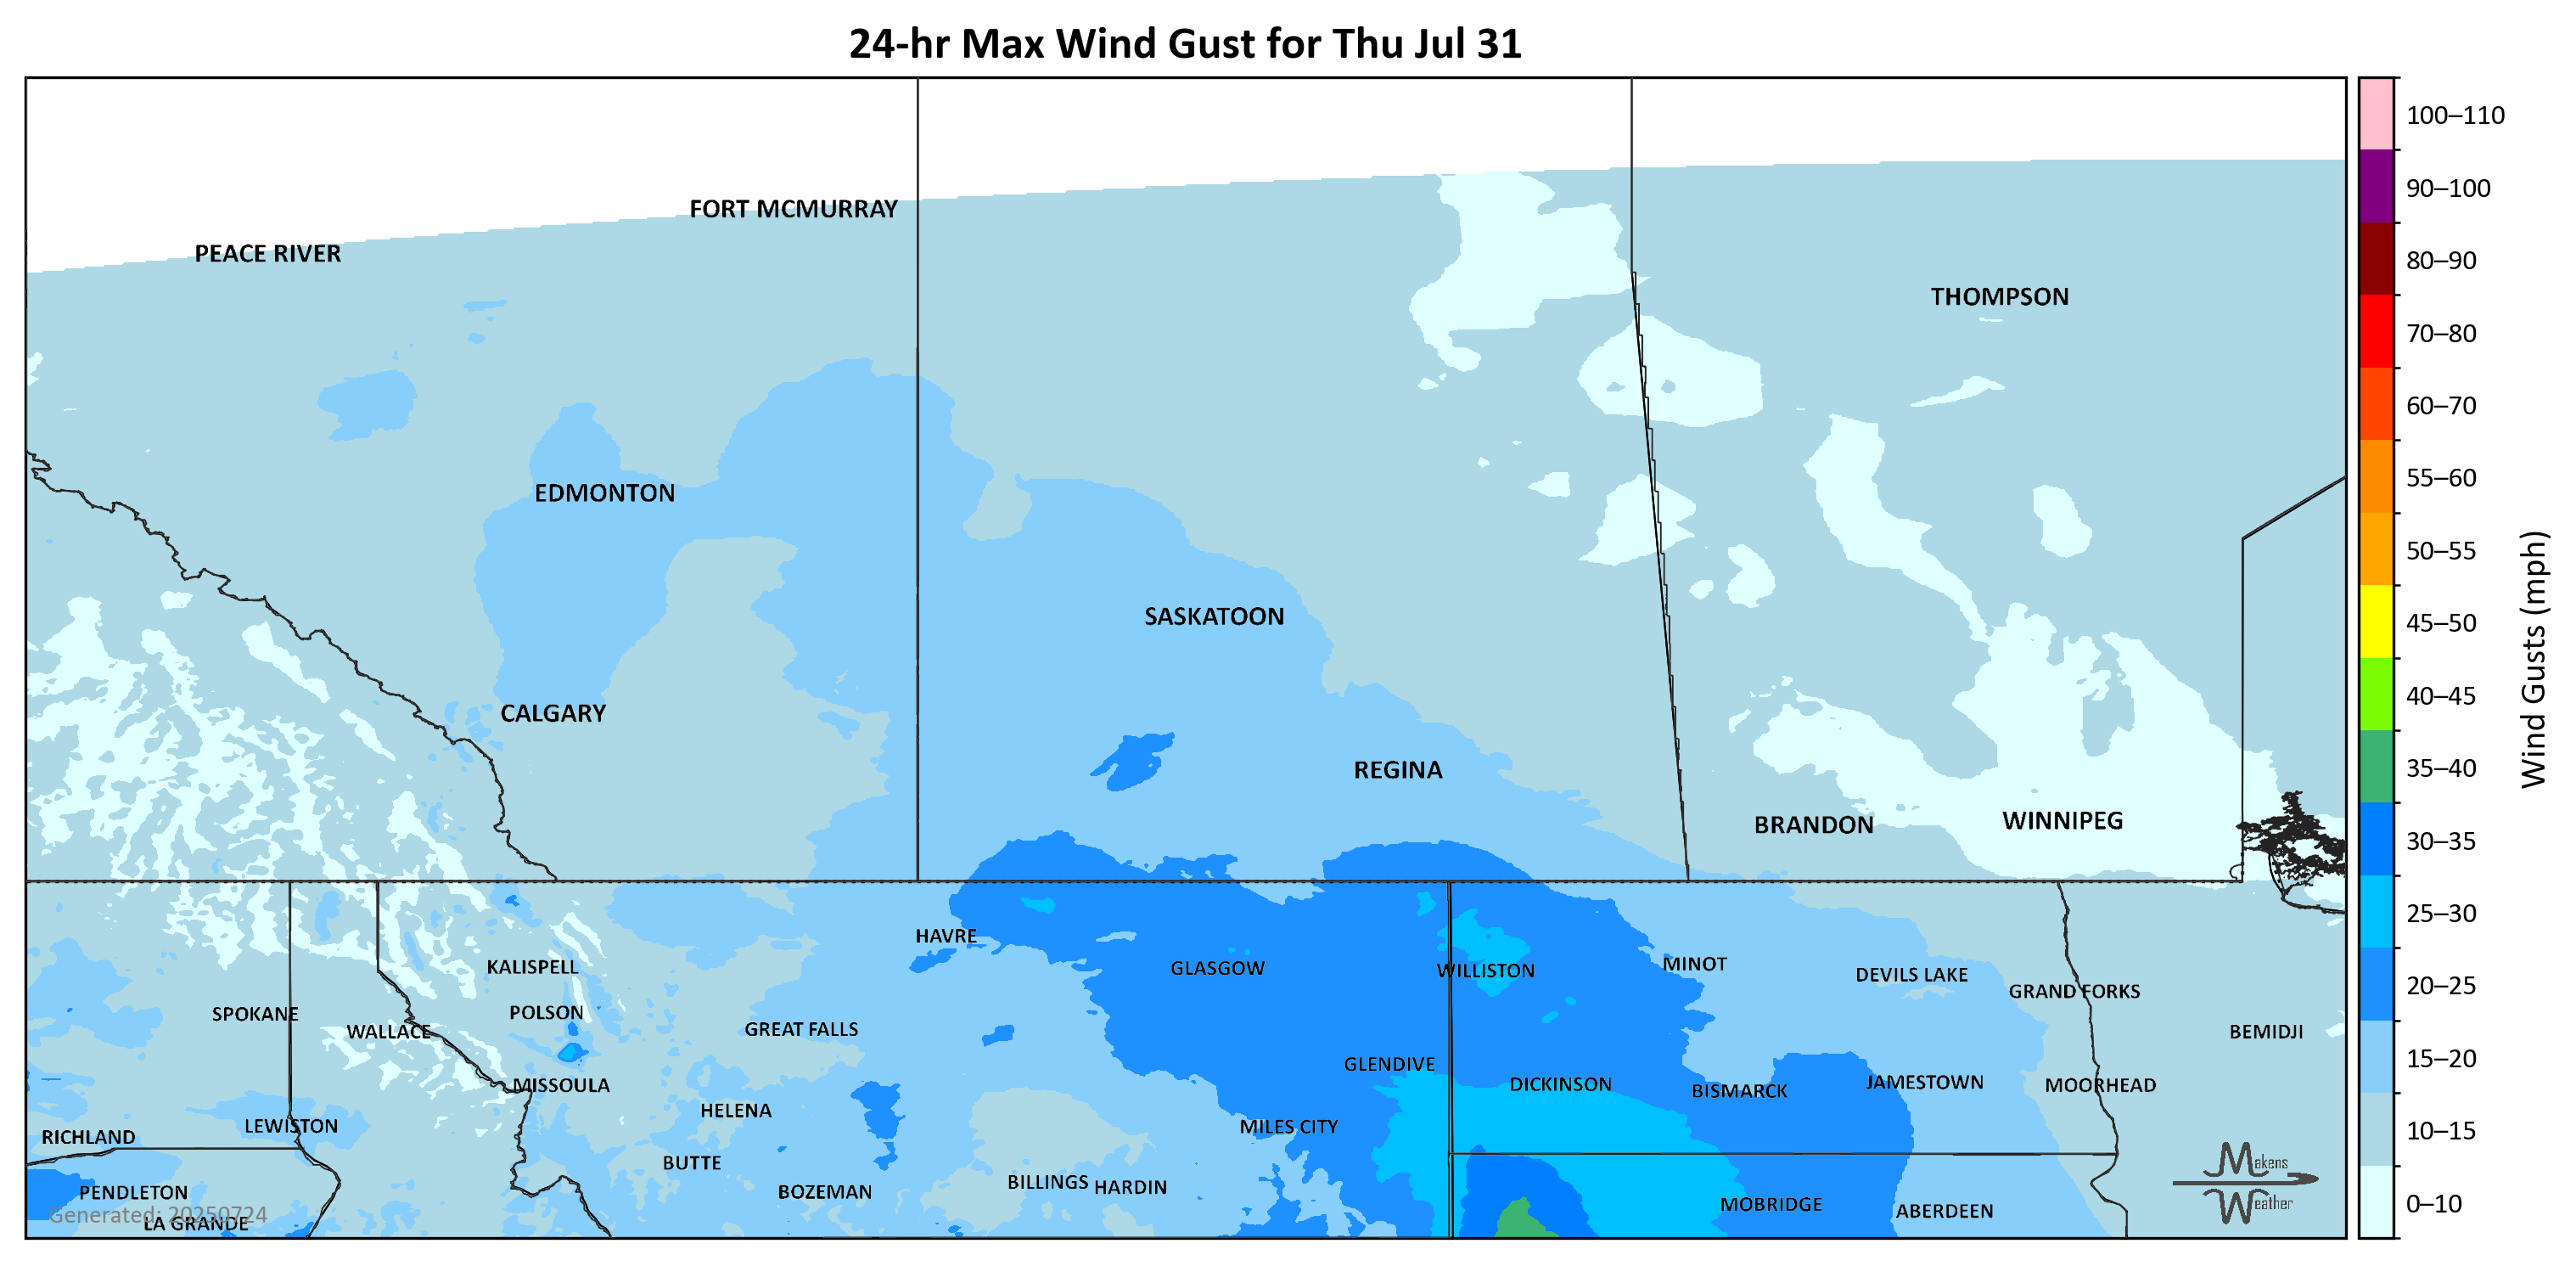 24-hr Max Wind Gust for Thu Jul 31
100–110
90–100
80–90
70–80
60–70
55–60
50–55
45–50
40–45
35–40
30–35
25–30
20–25
15–20
10–15
0–10
Wind Gusts (mph)
FORT MCMURRAY
PEACE RIVER
THOMPSON
EDMONTON
SASKATOON
CALGARY
REGINA
BRANDON
WINNIPEG
HAVRE
KALISPELL
GLASGOW
WILLISTON
MINOT
DEVILS LAKE
GRAND FORKS
SPOKANE
POLSON
WALLACE
GREAT FALLS
BEMIDJI
GLENDIVE
MISSOULA
DICKINSON
BISMARCK
JAMESTOWN
MOORHEAD
HELENA
LEWISTON
MILES CITY
RICHLAND
BUTTE
BILLINGS
HARDIN
PENDLETON
BOZEMAN
MOBRIDGE
ABERDEEN
LA GRANDE
Generated: 20250724
Makens
Weather